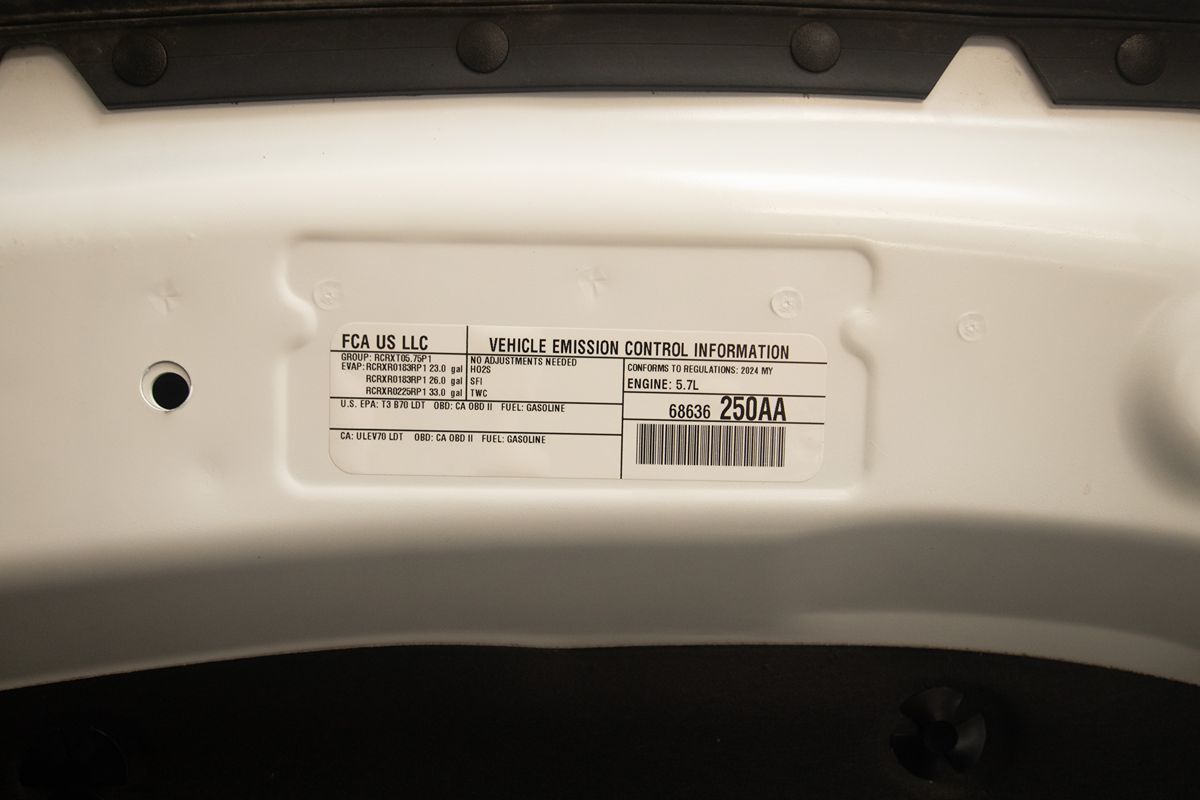 FCA US LLC
VEHICLE EMISSION CONTROL INFORMATION
GROUP: RCRXT05.75P1
EVAP: RCRXR0183RP1 23.0 gal
RCRXR0183RP1 26.0 gal
RCRXR0225RP1 33.0 gal
NO ADJUSTMENTS NEEDED
HO2S
SFI
TWC
CONFORMS TO REGULATIONS: 2024 MY
ENGINE: 5.7L
U.S. EPA: T3 B70 LDT OBD: CA OBD II FUEL: GASOLINE
CA: ULEV70 LDT OBD: CA OBD II FUEL: GASOLINE
68636 250AA